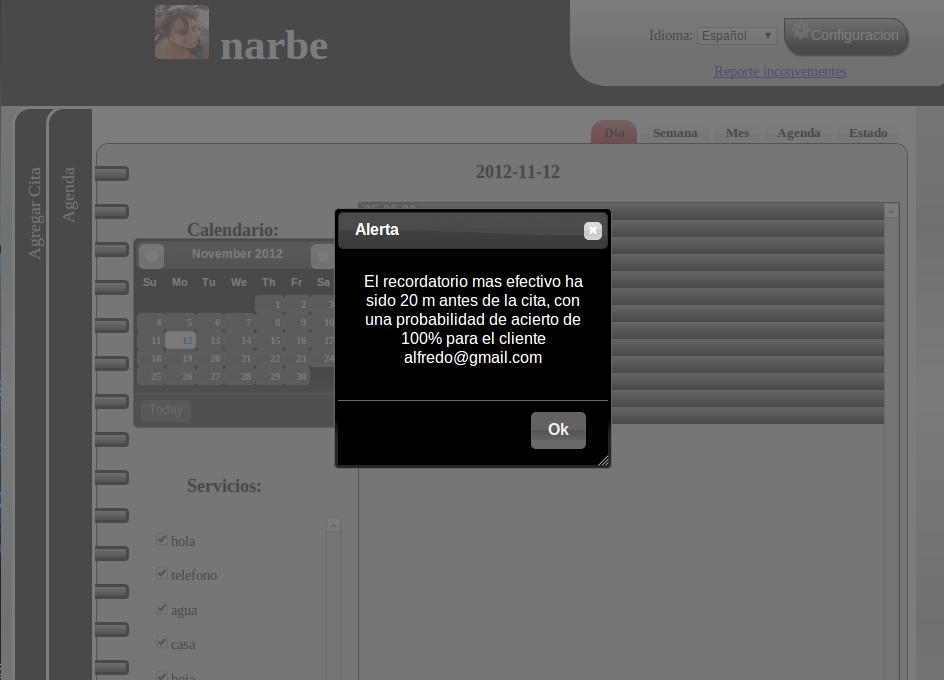 narbe
Idioma: Español
Configuracion
Reporte inconvenientes
Agregar Cita
Agenda
Día Semana Mes Agenda Estado
2012-11-12
Calendario:
November 2012
Su Mo Tu We Th Fr Sa
1 2 3
4 5 6 7 8 9 10
11 12 13 14 15 16 17
18 19 20 21 22 23 24
25 26 27 28 29 30
Today
Servicios:
hola
telefono
agua
casa
Alerta
El recordatorio mas efectivo ha
sido 20 m antes de la cita, con
una probabilidad de acierto de
100% para el cliente
alfredo@gmail.com
Ok